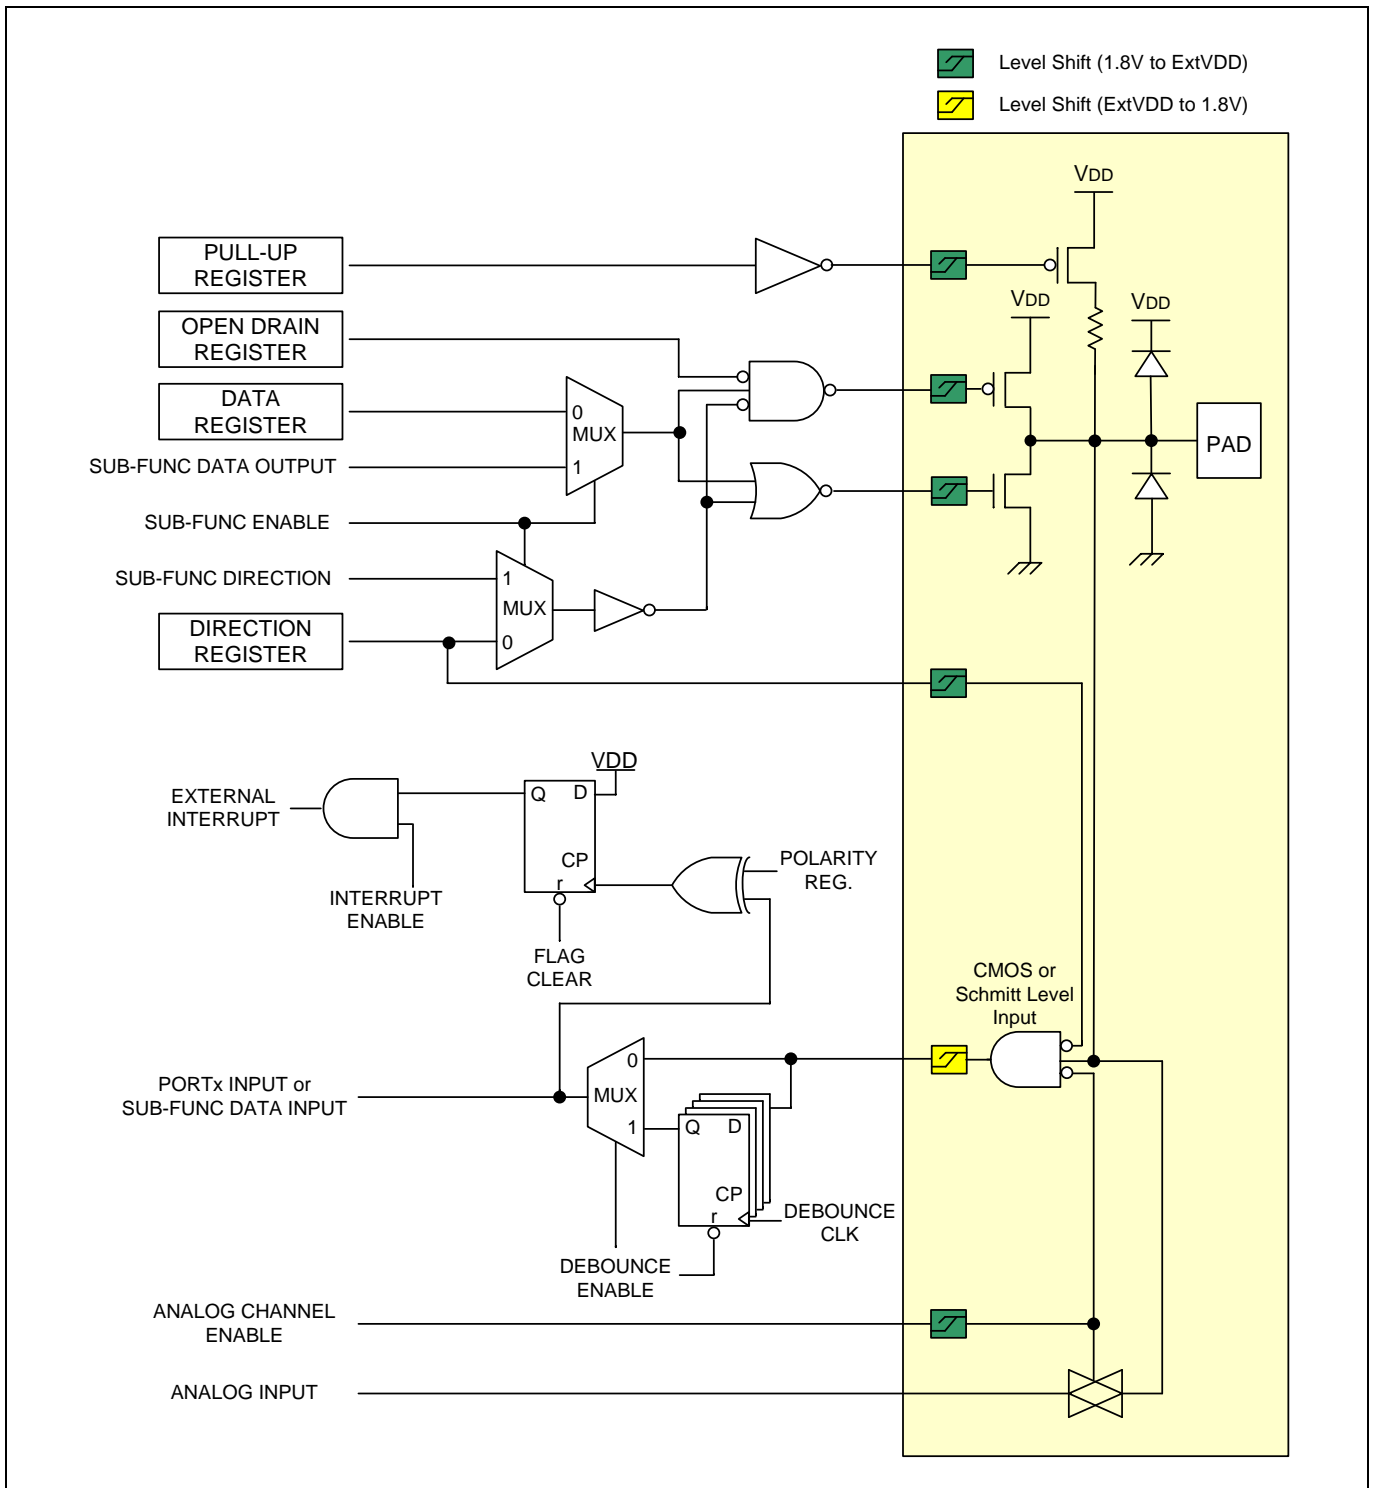 Level Shift (1.8V to ExtVDD)
Level Shift (ExtVDD to 1.8V)
VDD
PULL-UP
REGISTER
VDD
VDD
OPEN DRAIN
REGISTER
DATA
REGISTER
0
MUX
1
PAD
SUB-FUNC DATA OUTPUT
SUB-FUNC ENABLE
SUB-FUNC DIRECTION
1
MUX
0
DIRECTION
REGISTER
VDD
EXTERNAL
INTERRUPT
Q D
CP
r
POLARITY
REG.
INTERRUPT
ENABLE
FLAG
CLEAR
CMOS or
Schmitt Level
Input
0
MUX
1
PORTx INPUT or
SUB-FUNC DATA INPUT
Q D
CP
r
DEBOUNCE
CLK
DEBOUNCE
ENABLE
ANALOG CHANNEL
ENABLE
ANALOG INPUT